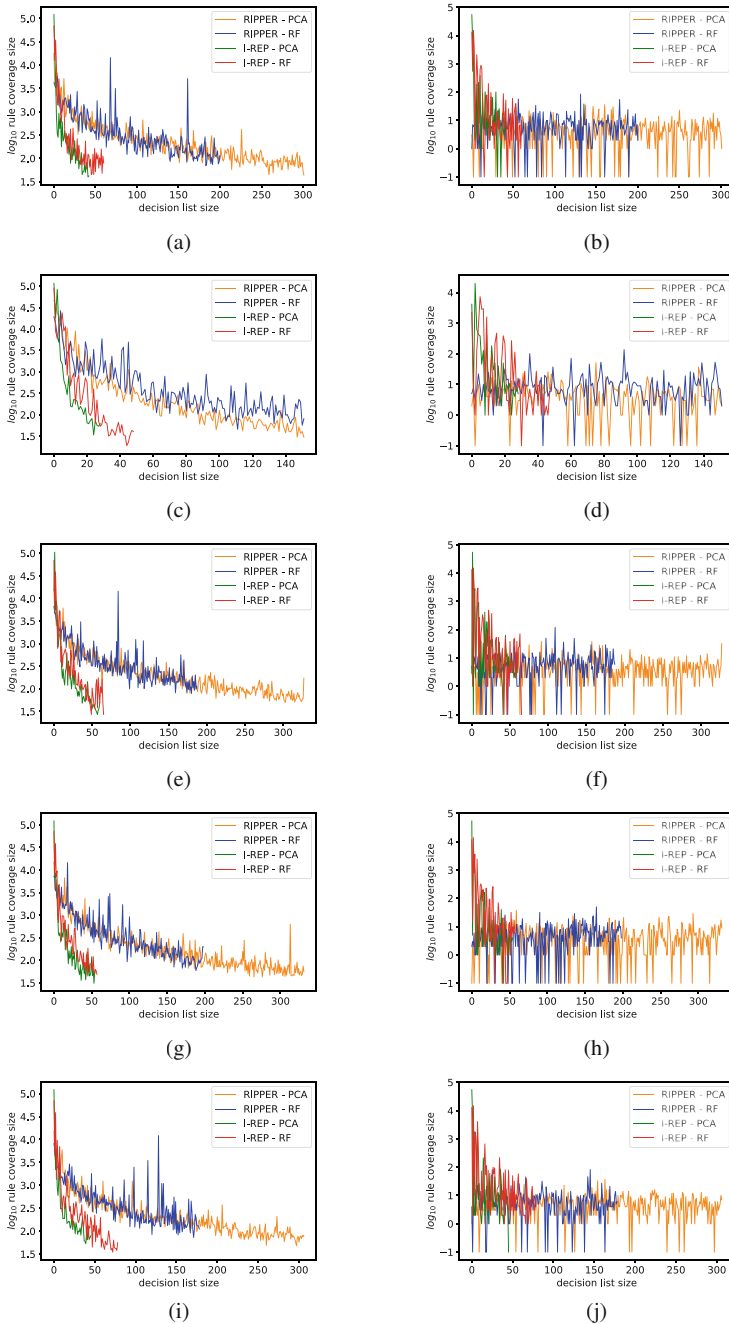 5.0
4.5
4.0
3.5
3.0
2.5
2.0
1.5
log10 rule coverage size
RIPPER - PCA
RIPPER - RF
I-REP - PCA
I-REP - RF
0 50 100 150 200 250 300
decision list size
(a)
5
4
3
2
1
0
−1
log10 rule coverage size
RIPPER - PCA
RIPPER - RF
i-REP - PCA
i-REP - RF
0 50 100 150 200 250 300
decision list size
(b)
5.0
4.5
4.0
3.5
3.0
2.5
2.0
1.5
log10 rule coverage size
RIPPER - PCA
RIPPER - RF
I-REP - PCA
I-REP - RF
0 20 40 60 80 100 120 140
decision list size
(c)
4
3
2
1
0
−1
log10 rule coverage size
RIPPER - PCA
RIPPER - RF
i-REP - PCA
i-REP - RF
0 20 40 60 80 100 120 140
decision list size
(d)
5.0
4.5
4.0
3.5
3.0
2.5
2.0
1.5
log10 rule coverage size
RIPPER - PCA
RIPPER - RF
I-REP - PCA
I-REP - RF
0 50 100 150 200 250 300
decision list size
(e)
5
4
3
2
1
0
−1
log10 rule coverage size
RIPPER - PCA
RIPPER - RF
i-REP - PCA
i-REP - RF
0 50 100 150 200 250 300
decision list size
(f)
5.0
4.5
4.0
3.5
3.0
2.5
2.0
1.5
log10 rule coverage size
RIPPER - PCA
RIPPER - RF
I-REP - PCA
I-REP - RF
0 50 100 150 200 250 300
decision list size
(g)
5
4
3
2
1
0
−1
log10 rule coverage size
RIPPER - PCA
RIPPER - RF
i-REP - PCA
i-REP - RF
0 50 100 150 200 250 300
decision list size
(h)
5.0
4.5
4.0
3.5
3.0
2.5
2.0
1.5
log10 rule coverage size
RIPPER - PCA
RIPPER - RF
I-REP - PCA
I-REP - RF
0 50 100 150 200 250 300
decision list size
(i)
5
4
3
2
1
0
−1
log10 rule coverage size
RIPPER - PCA
RIPPER - RF
i-REP - PCA
i-REP - RF
0 50 100 150 200 250 300
decision list size
(j)